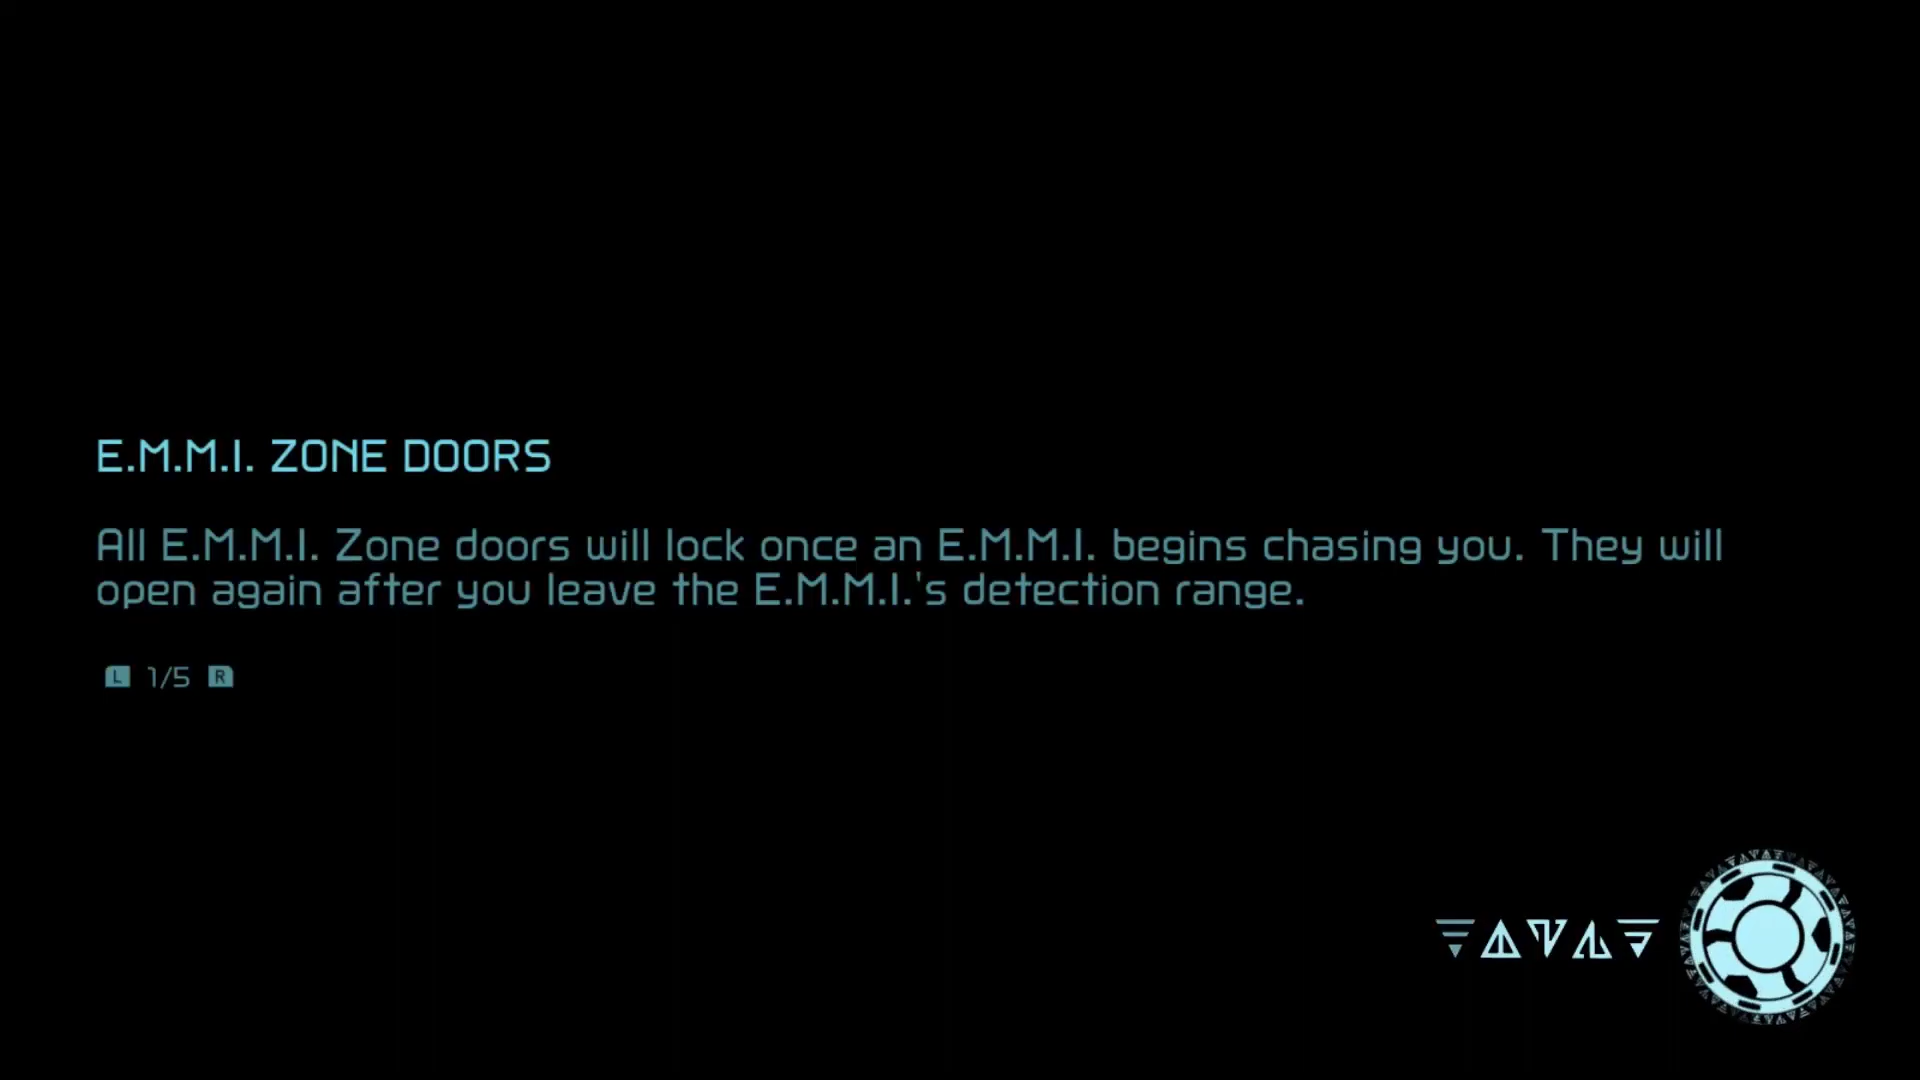 E.M.M.I. ZONE DOORS
All E.M.M.I. Zone doors will lock once an E.M.M.I. begins chasing you. They will
open again after you leave the E.M.M.I.'s detection range.
L 1/5 R